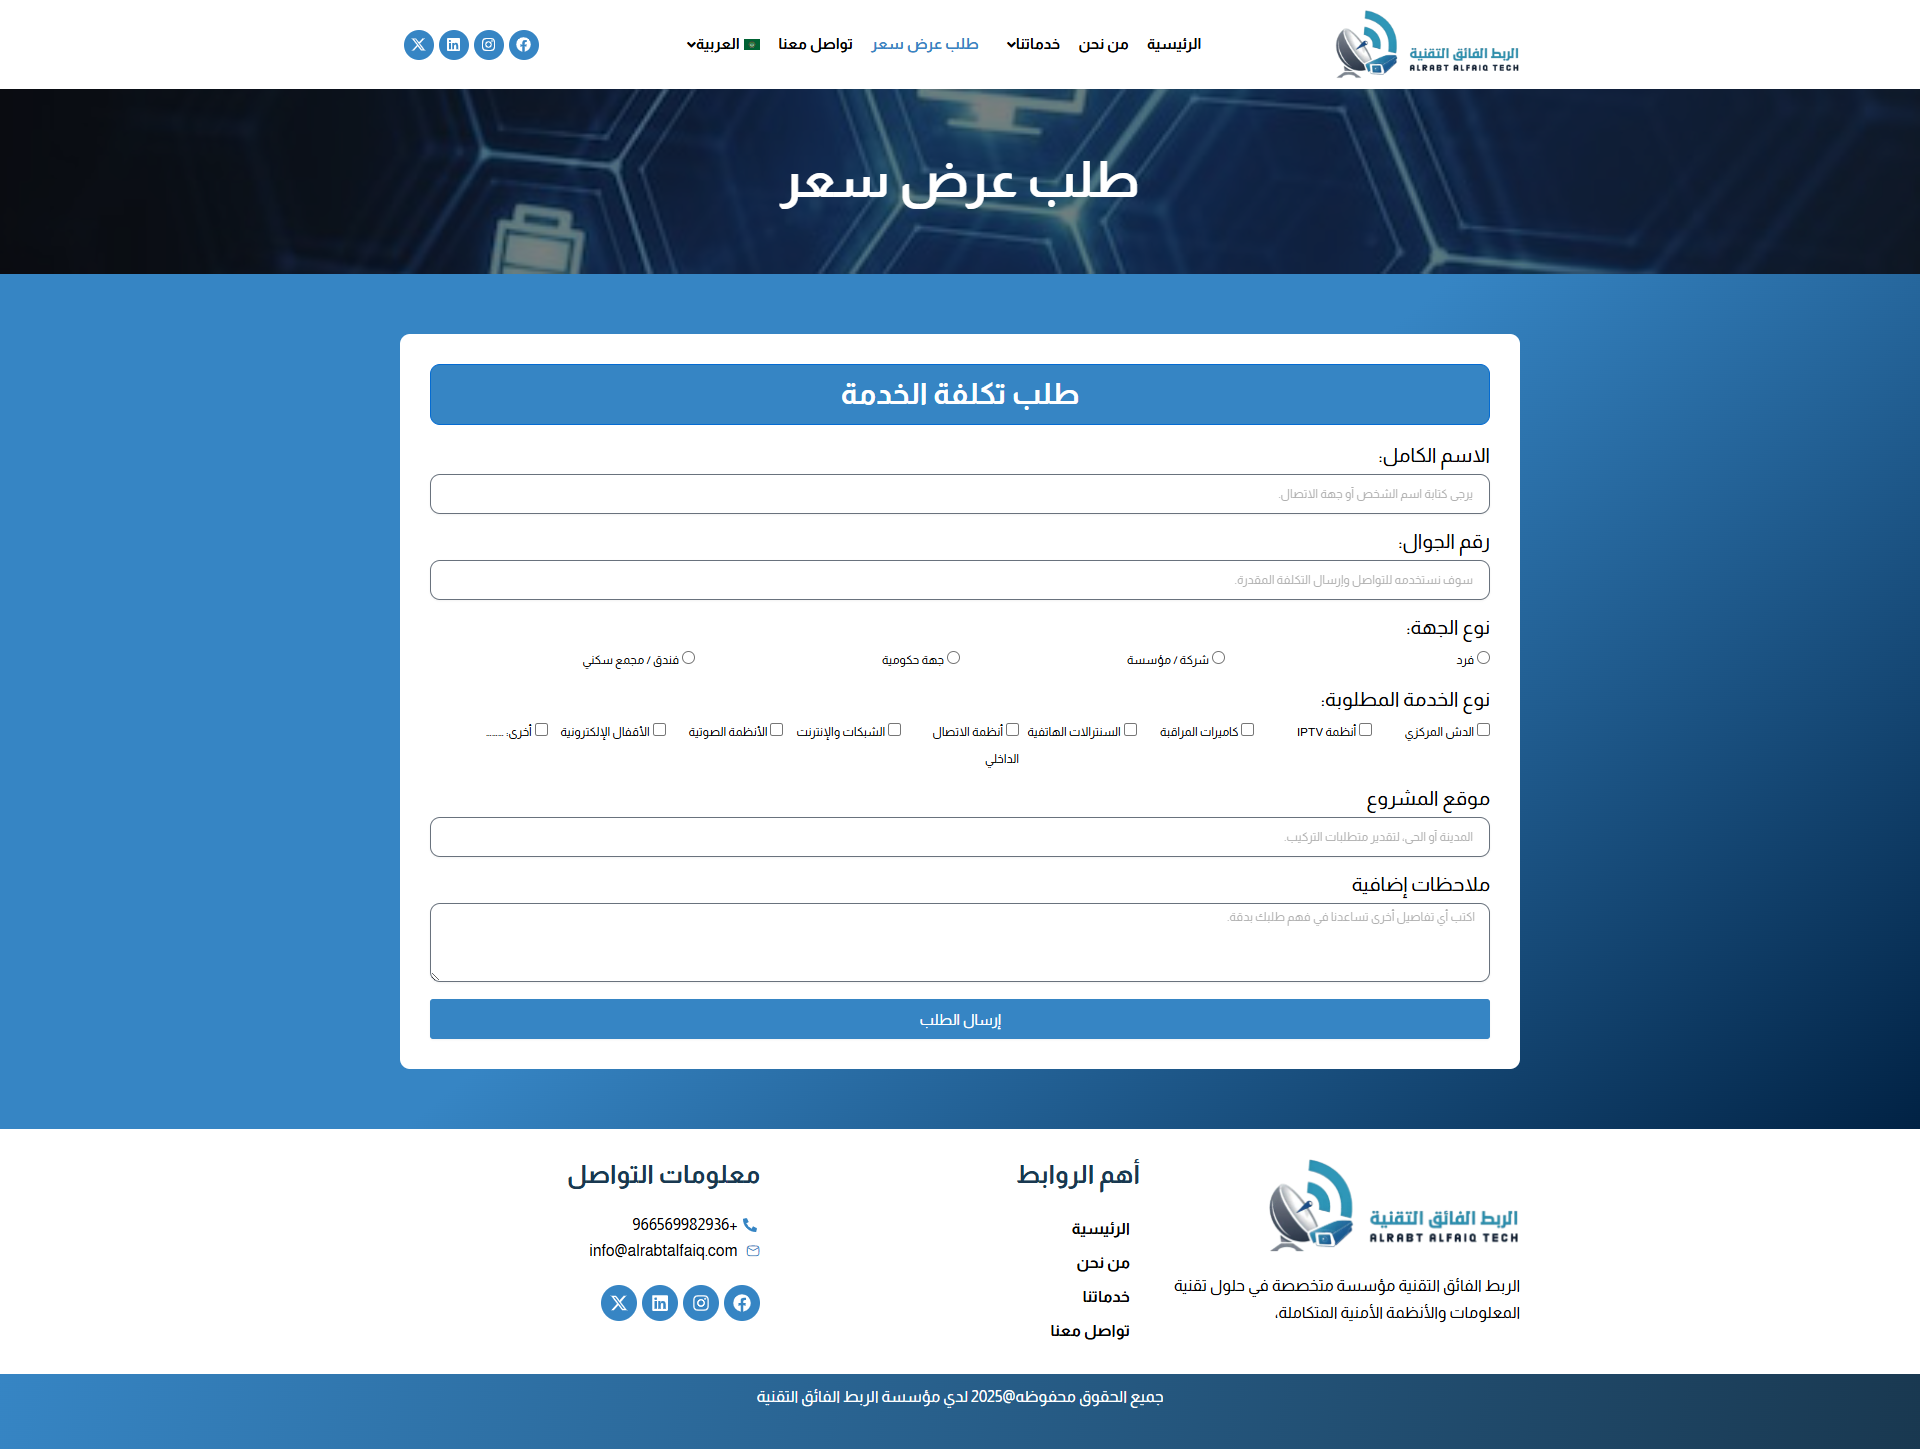 الربط الفائق التقنية
ALRABT ALFAIQ TECH
الرئيسية
من نحن
خدماتنا
طلب عرض سعر
تواصل معنا
العربية
طلب عرض سعر
طلب تكلفة الخدمة
الاسم الكامل:
يرجى كتابة اسم الشخص أو جهة الاتصال.
رقم الجوال:
سوف نستخدمه للتواصل وإرسال التكلفة المقدرة.
نوع الجهة:
فرد
شركة / مؤسسة
جهة حكومية
فندق / مجمع سكني
نوع الخدمة المطلوبة:
الدش المركزي
أنظمة IPTV
كاميرات المراقبة
السنترالات الهاتفية
أنظمة الاتصال
الداخلي
الشبكات والإنترنت
الأنظمة الصوتية
الأقفال الإلكترونية
أخرى: ........
موقع المشروع
المدينة أو الحي، لتقدير متطلبات التركيب.
ملاحظات إضافية
اكتب أي تفاصيل أخرى تساعدنا في فهم طلبك بدقة.
إرسال الطلب
الربط الفائق التقنية
ALRABT ALFAIQ TECH
الربط الفائق التقنية مؤسسة متخصصة في حلول تقنية
المعلومات والأنظمة الأمنية المتكاملة،
أهم الروابط
الرئيسية
من نحن
خدماتنا
تواصل معنا
معلومات التواصل
966569982936+
info@alrabtalfaiq.com
جميع الحقوق محفوظه@2025 لدي مؤسسة الربط الفائق التقنية